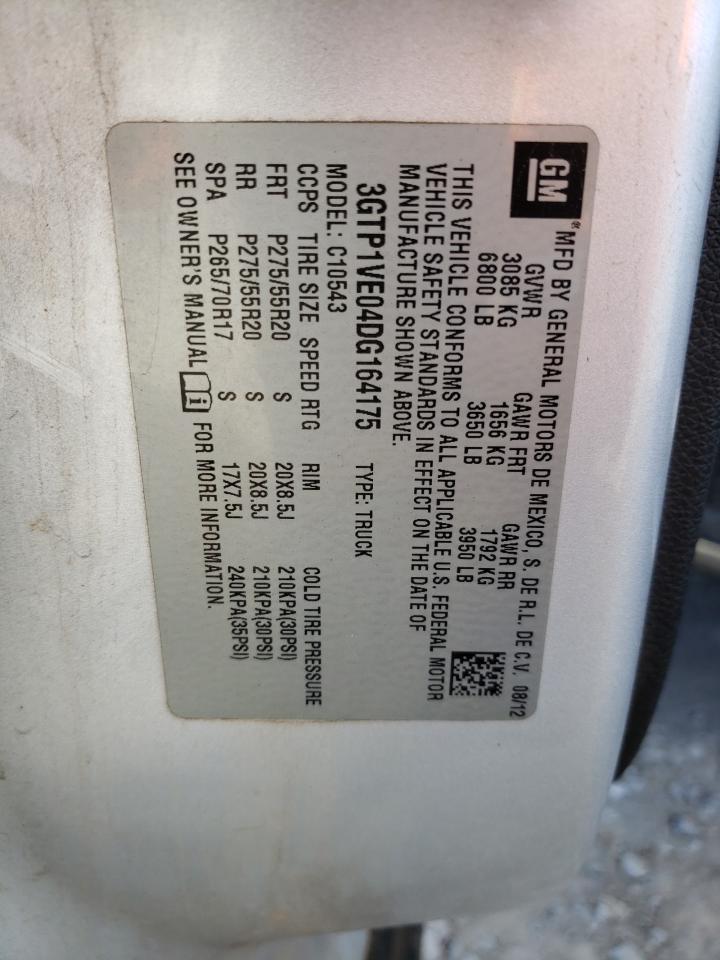 GM® MFD BY GENERAL MOTORS DE MEXICO, S. DE R.L. DE C.V. 08/12
GVWR GAWR FRT GAWR RR
3085 KG 1656 KG 1792 KG
6800 LB 3650 LB 3950 LB
THIS VEHICLE CONFORMS TO ALL APPLICABLE U.S. FEDERAL MOTOR
VEHICLE SAFETY STANDARDS IN EFFECT ON THE DATE OF
MANUFACTURE SHOWN ABOVE.
3GTP1VE04DG164175 TYPE: TRUCK
MODEL: C10543
CCPS TIRE SIZE SPEED RTG RIM COLD TIRE PRESSURE
FRT P275/55R20 S 20X8.5J 210KPA(30PSI)
RR P275/55R20 S 20X8.5J 210KPA(30PSI)
SPA P265/70R17 S 17X7.5J 240KPA(35PSI)
SEE OWNER'S MANUAL i FOR MORE INFORMATION.